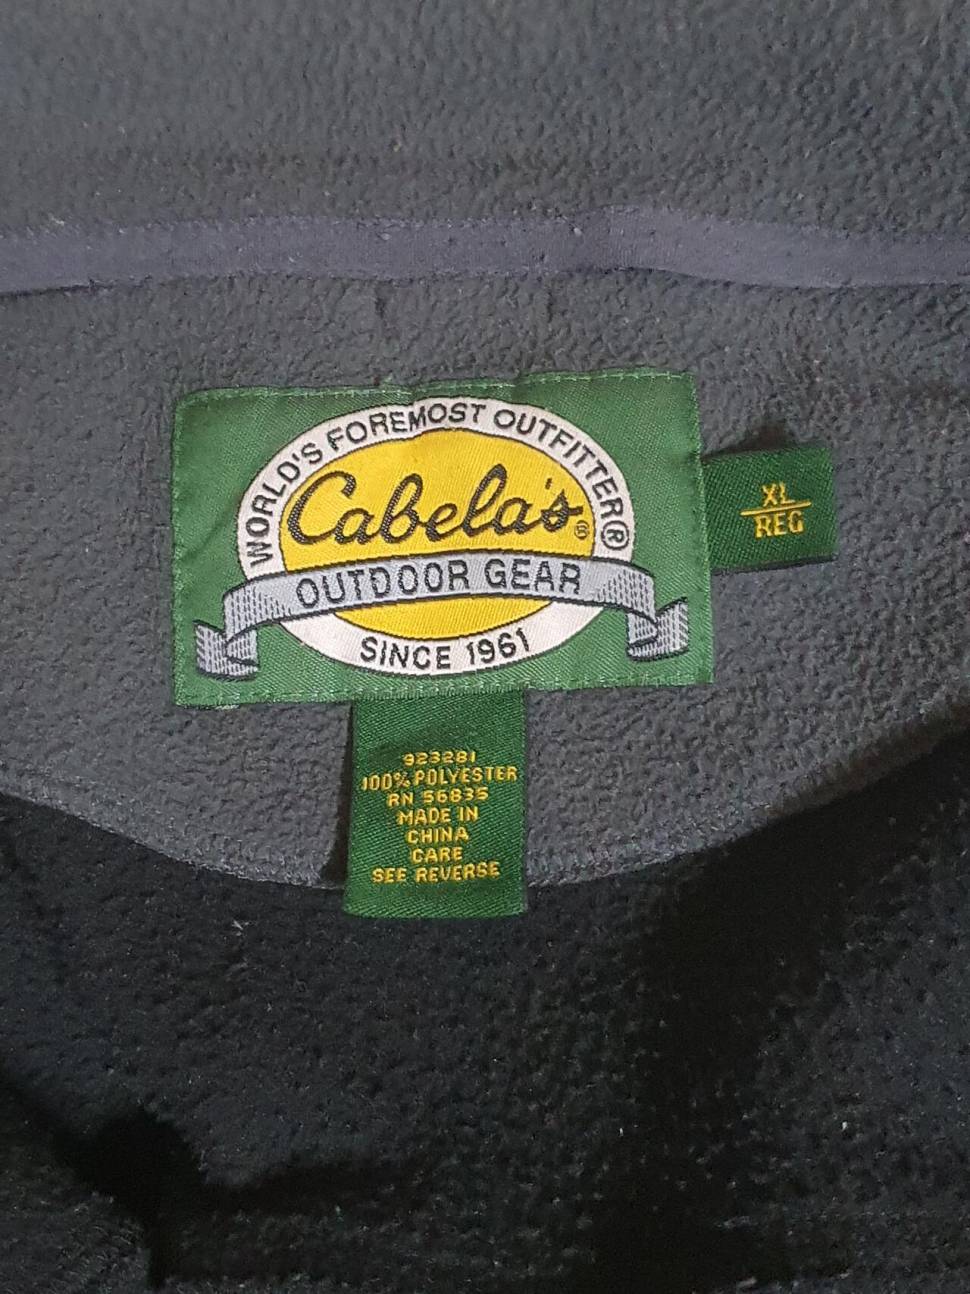 WORLD'S FOREMOST OUTFITTER®
Cabela's®
OUTDOOR GEAR
SINCE 1961
XL
REG
923281
100% POLYESTER
RN 56835
MADE IN
CHINA
CARE
SEE REVERSE